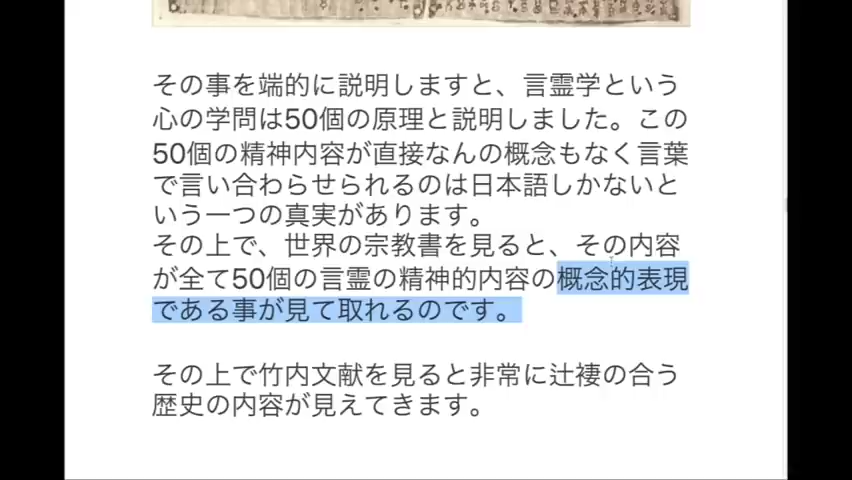 その事を端的に説明しますと、言霊学という
心の学問は50個の原理と説明しました。この
50個の精神内容が直接なんの概念もなく言葉
で言い合わらせられるのは日本語しかないと
いう一つの真実があります。
その上で、世界の宗教書を見ると、その内容
が全て50個の言霊の精神的内容の概念的表現
である事が見て取れるのです。
その上で竹内文献を見ると非常に辻褄の合う
歴史の内容が見えてきます。